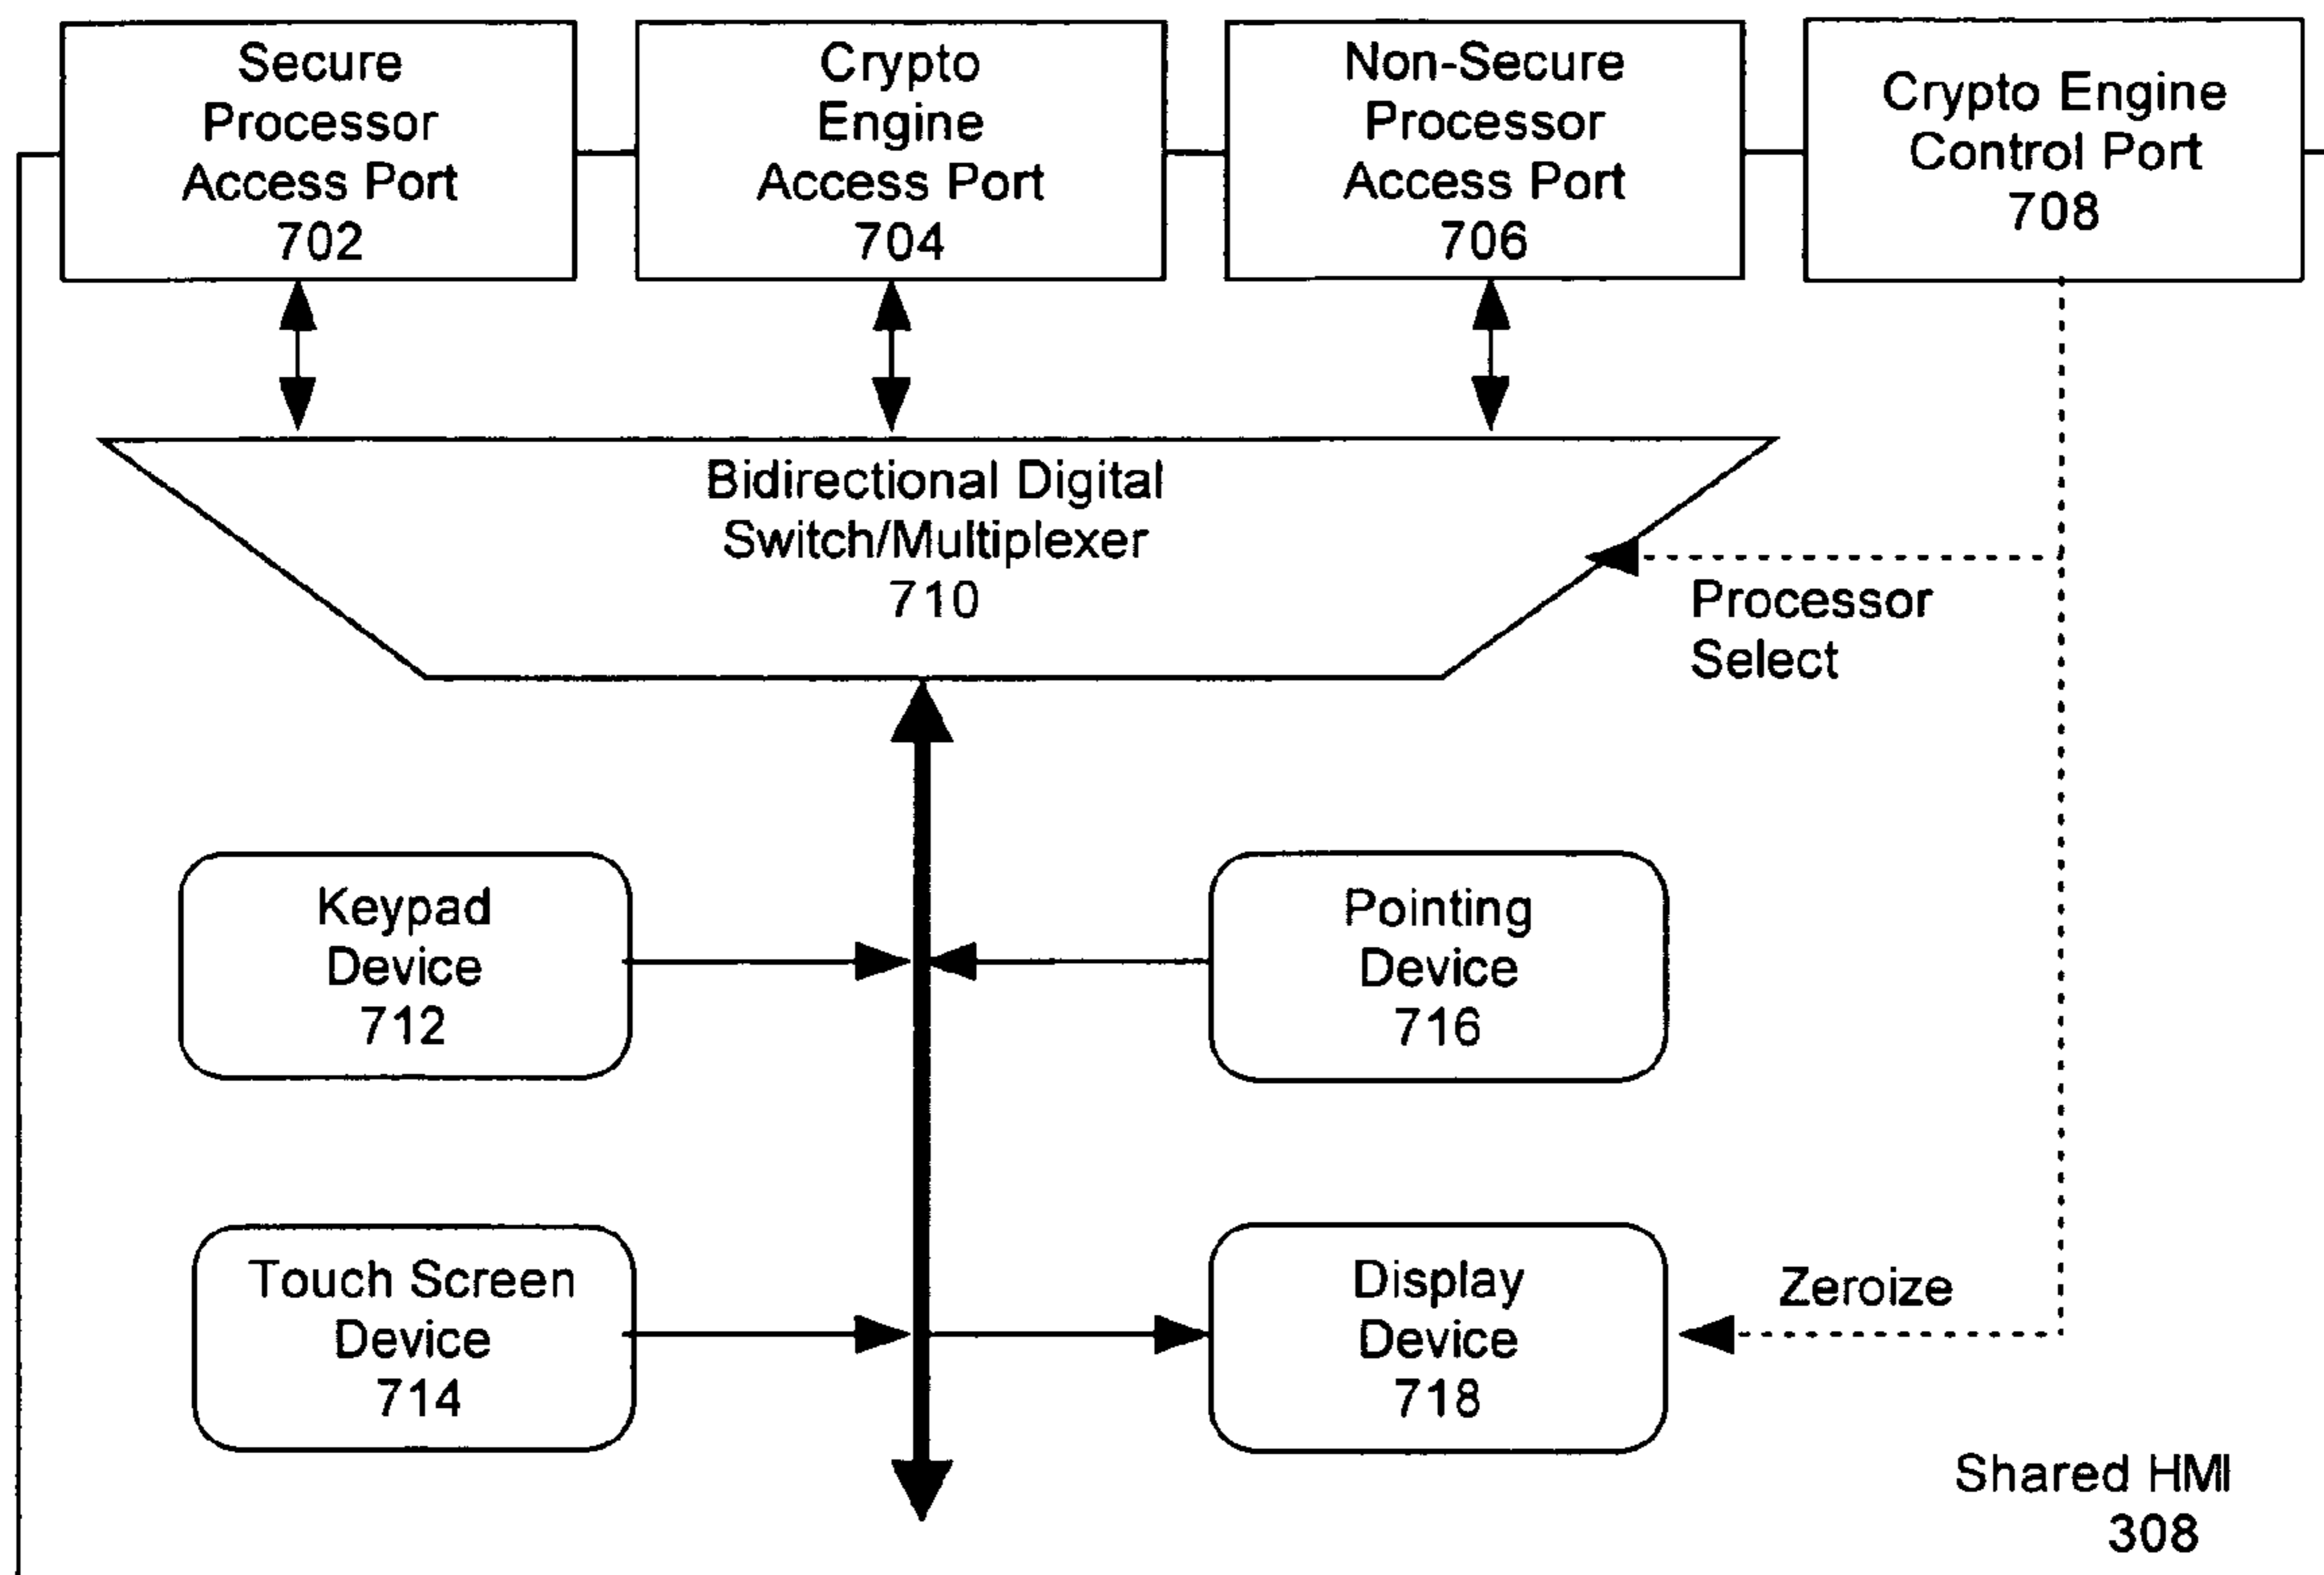 Secure
Processor
Access Port
702
Crypto
Engine
Access Port
704
Non-Secure
Processor
Access Port
706
Crypto Engine
Control Port
708
Bidirectional Digital
Switch/Multiplexer
710
Processor
Select
Keypad
Device
712
Pointing
Device
716
Touch Screen
Device
714
Display
Device
718
Zeroize
Shared HMI
308